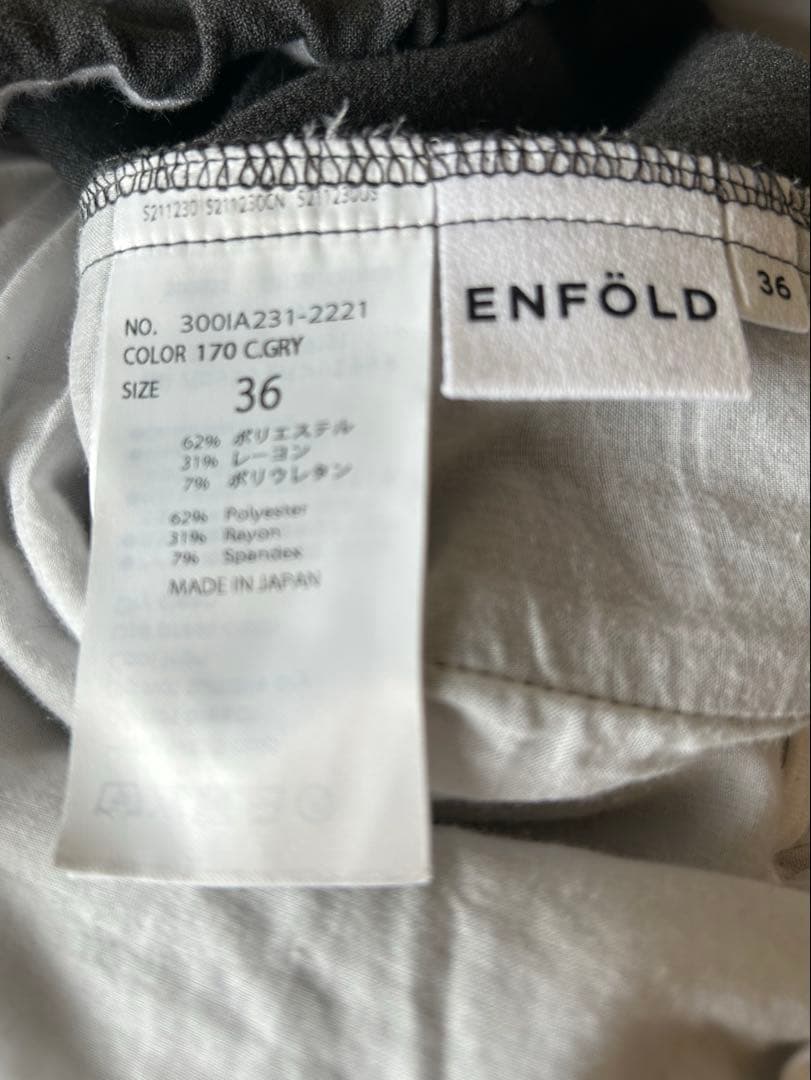 S211230 S211230CN S211230US
NO. 300IA231-2221
COLOR 170 C.GRY
SIZE 36
62% ポリエステル
31% レーヨン
7% ポリウレタン
62% Polyester
31% Rayon
7% Spandex
MADE IN JAPAN
ENFÖLD
36